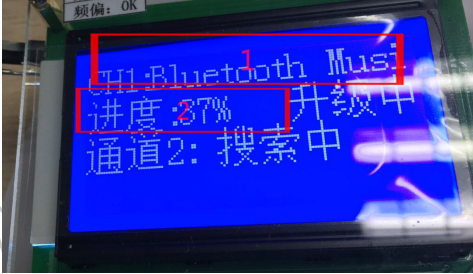 频偏: OK
1
CH1:Bluetooth Musi
2
进度:37% 升级中
通道2: 搜索中